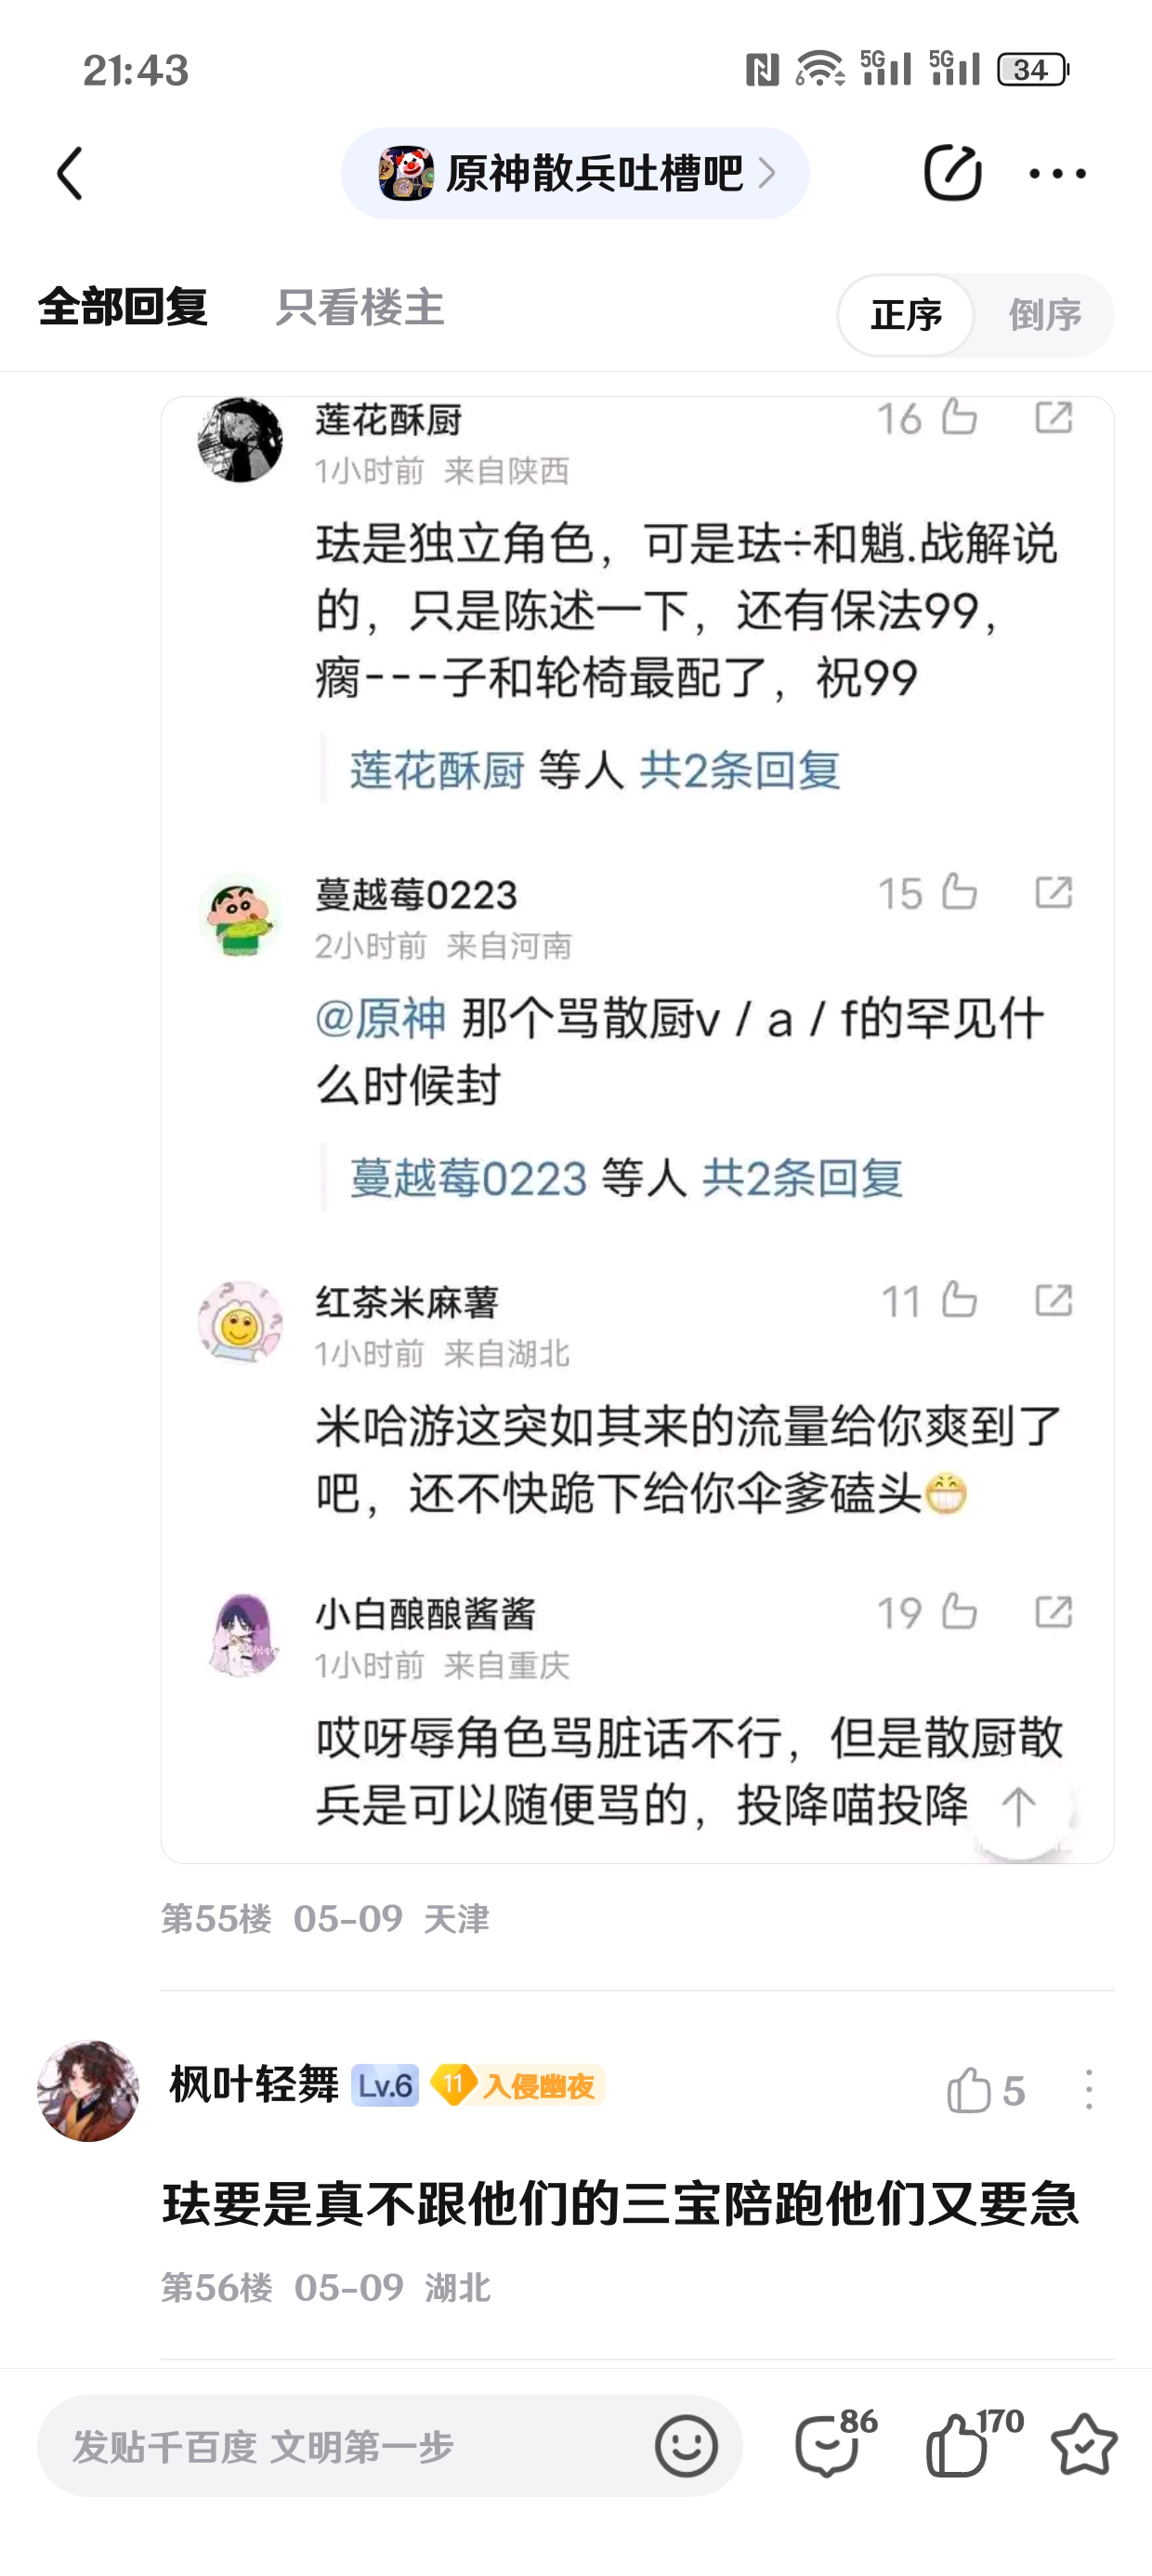 21:43
5G 5G 34
原神散兵吐槽吧
全部回复 只看楼主 正序 倒序
莲花酥厨 16
1小时前 来自陕西
珐是独立角色，可是珐÷和魈.战解说
的，只是陈述一下，还有保法99，
瘸---子和轮椅最配了，祝99
莲花酥厨 等人 共2条回复
蔓越莓0223 15
2小时前 来自河南
@原神 那个骂散厨v / a / f的罕见什
么时候封
蔓越莓0223 等人 共2条回复
红茶米麻薯 11
1小时前 来自湖北
米哈游这突如其来的流量给你爽到了
吧，还不快跪下给你伞爹磕头
小白酿酿酱酱 19
1小时前 来自重庆
哎呀辱角色骂脏话不行，但是散厨散
兵是可以随便骂的，投降喵投降
第55楼 05-09 天津
枫叶轻舞 Lv.6 11 入侵幽夜 5
珐要是真不跟他们的三宝陪跑他们又要急
第56楼 05-09 湖北
发贴千百度 文明第一步 86 170